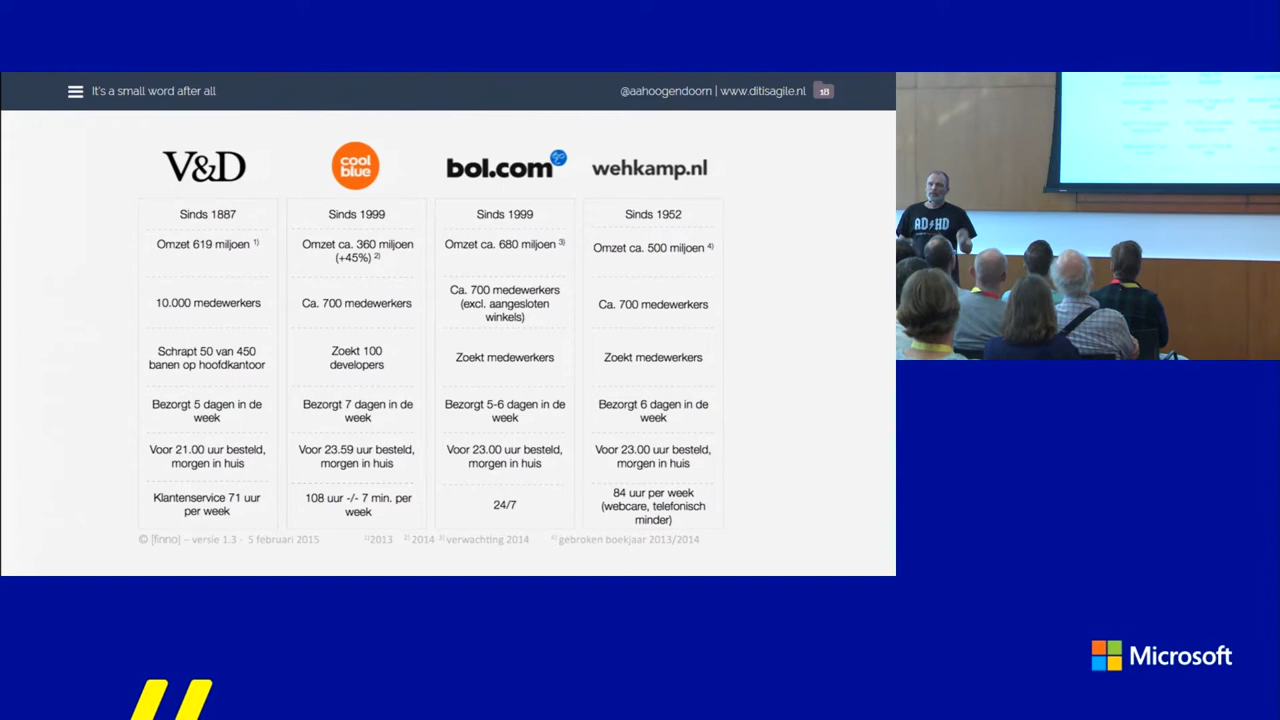 It's a small word after all
@aahoogendoorn | www.ditisagile.nl 18
V&D
cool
blue
bol.com
wehkamp.nl
Sinds 1887
Sinds 1999
Sinds 1999
Sinds 1952
Omzet 619 miljoen 1)
Omzet ca. 360 miljoen
(+45%) 2)
Omzet ca. 680 miljoen 3)
Omzet ca. 500 miljoen 4)
10.000 medewerkers
Ca. 700 medewerkers
Ca. 700 medewerkers
(excl. aangesloten
winkels)
Ca. 700 medewerkers
Schrapt 50 van 450
banen op hoofdkantoor
Zoekt 100
developers
Zoekt medewerkers
Zoekt medewerkers
Bezorgt 5 dagen in de
week
Bezorgt 7 dagen in de
week
Bezorgt 5-6 dagen in de
week
Bezorgt 6 dagen in de
week
Voor 21.00 uur besteld,
morgen in huis
Voor 23.59 uur besteld,
morgen in huis
Voor 23.00 uur besteld,
morgen in huis
Voor 23.00 uur besteld,
morgen in huis
Klantenservice 71 uur
per week
108 uur -/- 7 min. per
week
24/7
84 uur per week
(webcare, telefonisch
minder)
© [finno] – versie 1.3 - 5 februari 2015 1)2013 2) 2014 3) verwachting 2014 4) gebroken boekjaar 2013/2014
AD HD
Microsoft